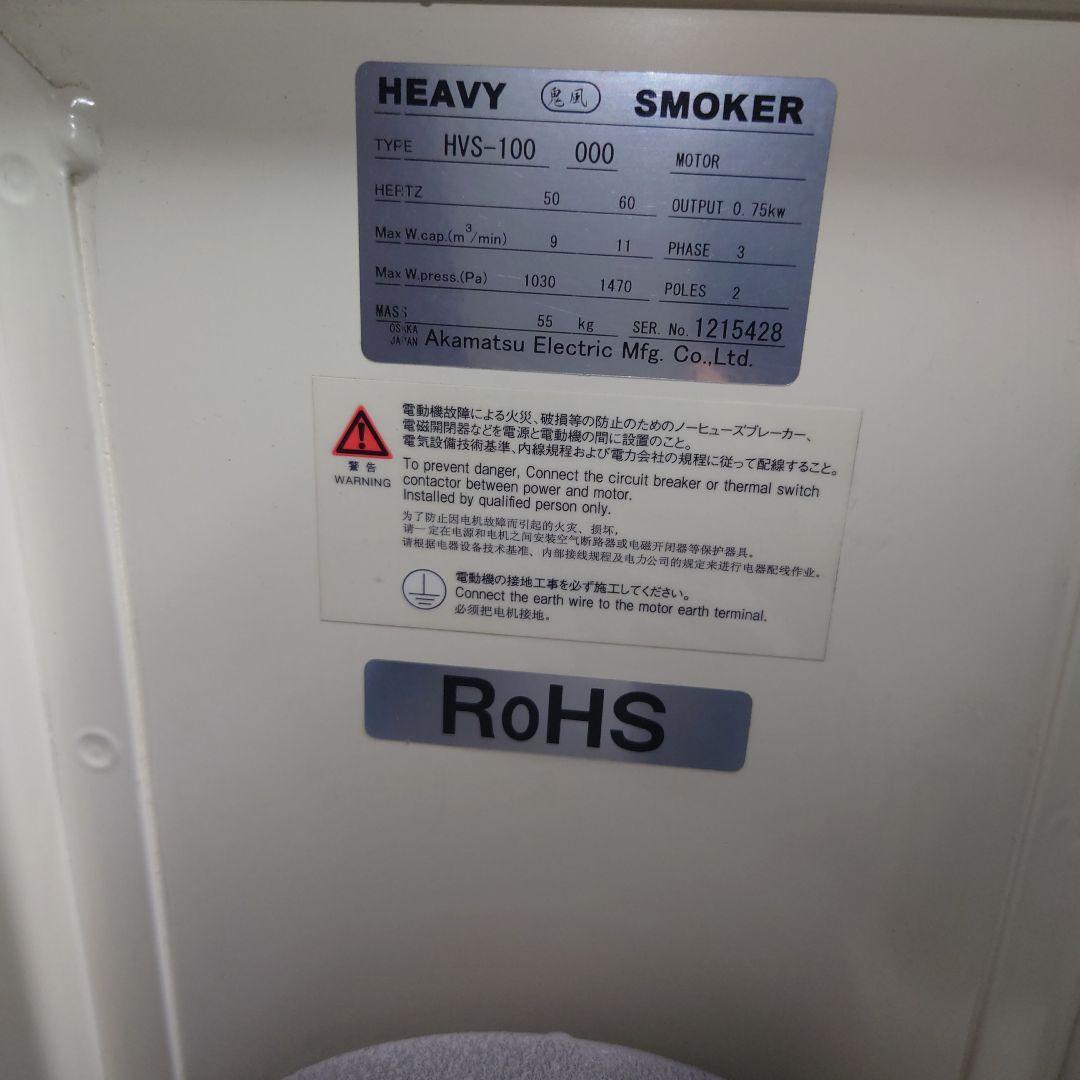 HEAVY 鬼風 SMOKER
TYPE HVS-100 000 MOTOR
HERTZ 50 60 OUTPUT 0.75kw
Max W.cap.(m³/min) 9 11 PHASE 3
Max W.press.(Pa) 1030 1470 POLES 2
MASS 55 kg SER. No. 1215428
OSAKA
JAPAN Akamatsu Electric Mfg. Co.,Ltd.
電動機故障による火災、破損等の防止のためのノーヒューズブレーカー、
電磁開閉器などを電源と電動機の間に設置のこと。
電気設備技術基準、内線規程および電力会社の規程に従って配線すること。
警告
WARNING
To prevent danger, Connect the circuit breaker or thermal switch
contactor between power and motor.
Installed by qualified person only.
为了防止因电机故障而引起的火灾、损坏,
请一定在电源和电机之间安装空气断路器或电磁开闭器等保护器具。
请根据电器设备技术基准、内部接线规程及电力公司的规定来进行电器配线作业。
電動機の接地工事を必ず施工してください。
Connect the earth wire to the motor earth terminal.
必须把电机接地。
RoHS